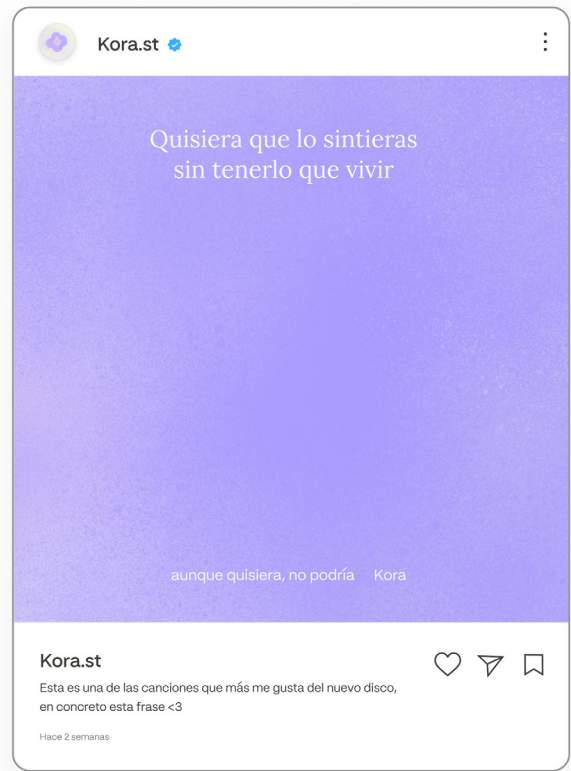 Kora.st
Quisiera que lo sintieras
sin tenerlo que vivir
aunque quisiera, no podría Kora
Kora.st
Esta es una de las canciones que más me gusta del nuevo disco,
en concreto esta frase <3
Hace 2 semanas